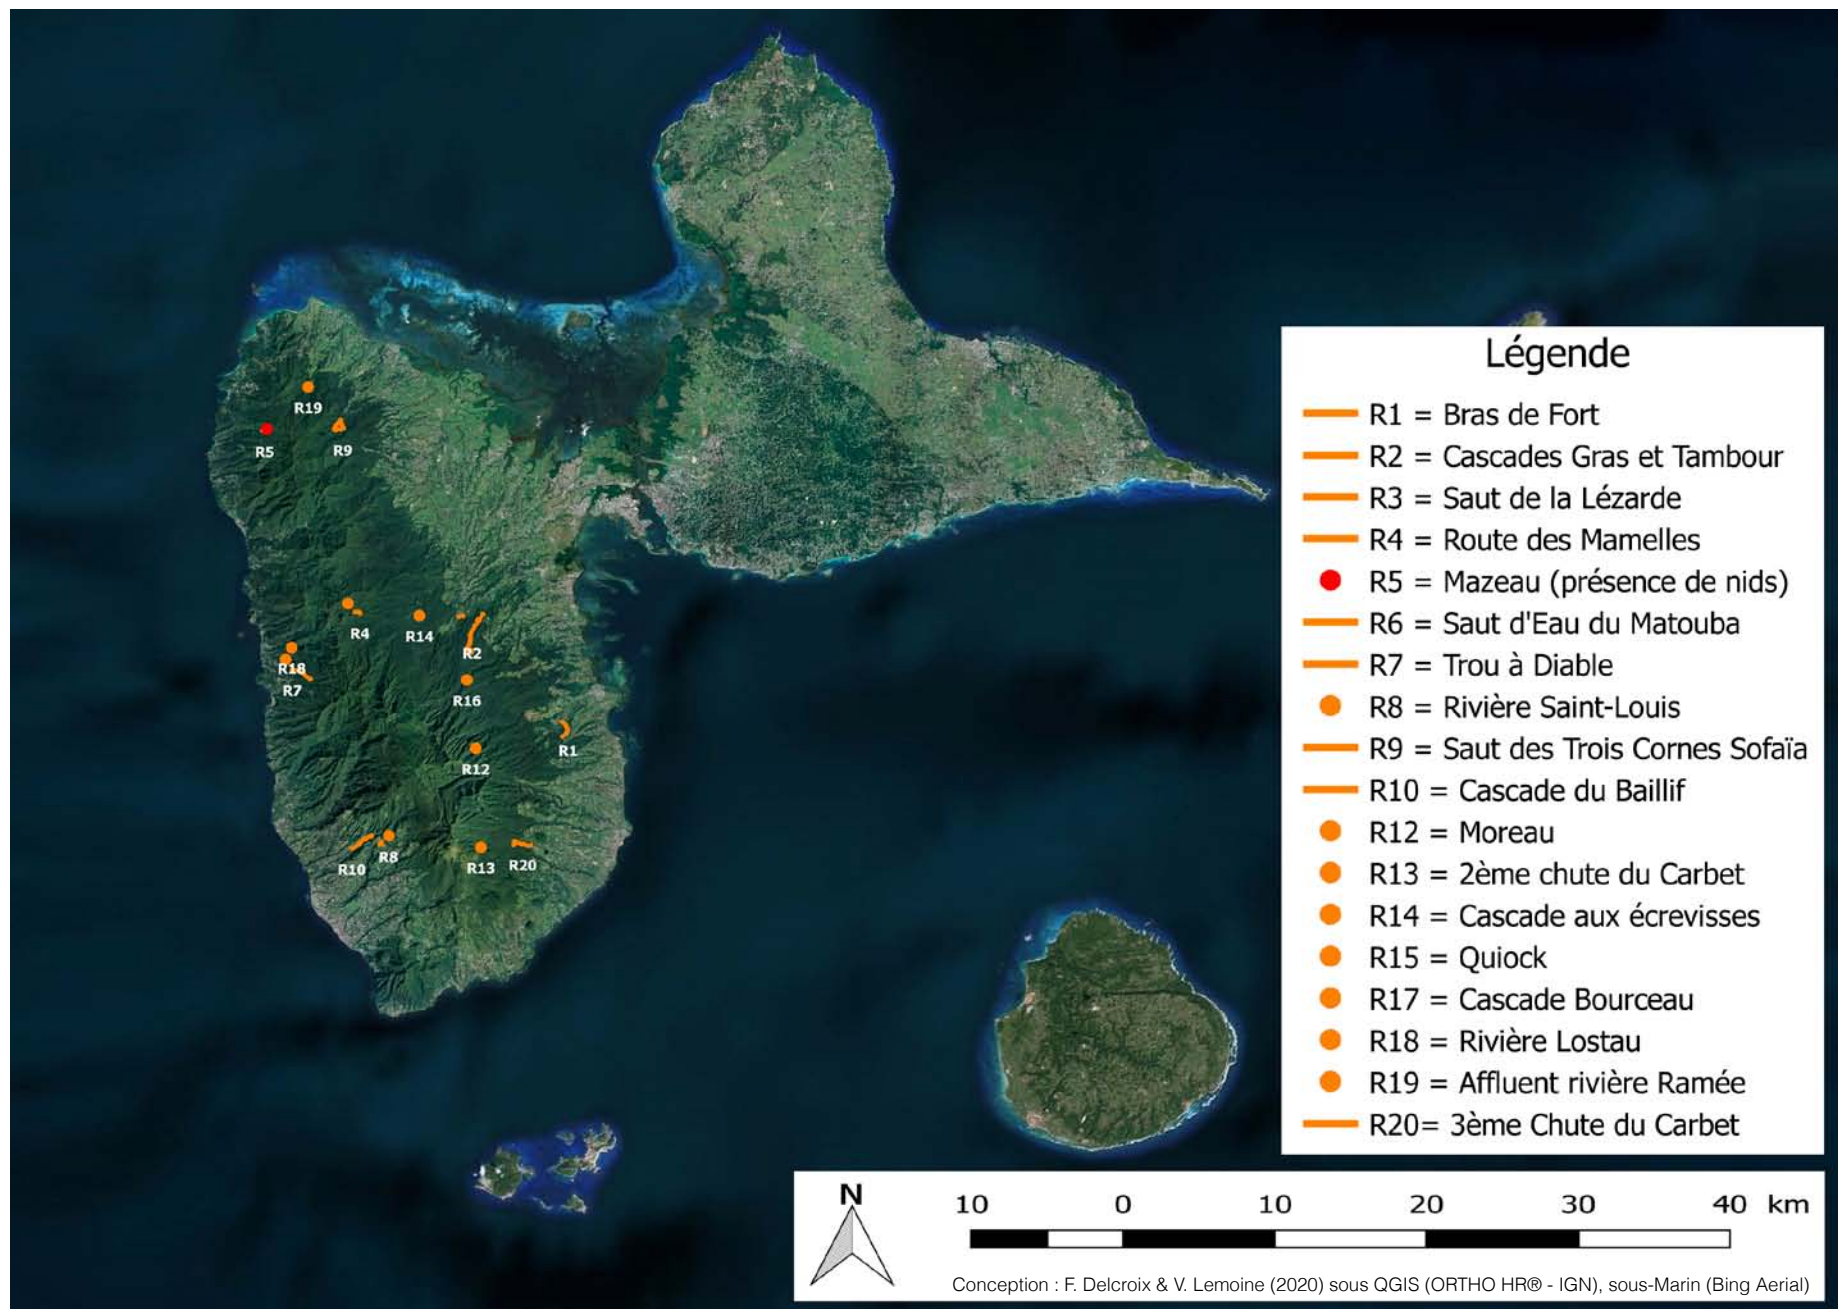 R19
R5
R9
R4
R14
R2
R18
R7
R16
R1
R12
R10
R8
R13
R20
Légende
R1 = Bras de Fort
R2 = Cascades Gras et Tambour
R3 = Saut de la Lézarde
R4 = Route des Mamelles
R5 = Mazeau (présence de nids)
R6 = Saut d'Eau du Matouba
R7 = Trou à Diable
R8 = Rivière Saint-Louis
R9 = Saut des Trois Cornes Sofaïa
R10 = Cascade du Baillif
R12 = Moreau
R13 = 2ème chute du Carbet
R14 = Cascade aux écrevisses
R15 = Quiock
R17 = Cascade Bourceau
R18 = Rivière Lostau
R19 = Affluent rivière Ramée
R20= 3ème Chute du Carbet
N
10 0 10 20 30 40 km
Conception : F. Delcroix & V. Lemoine (2020) sous QGIS (ORTHO HR® - IGN), sous-Marin (Bing Aerial)